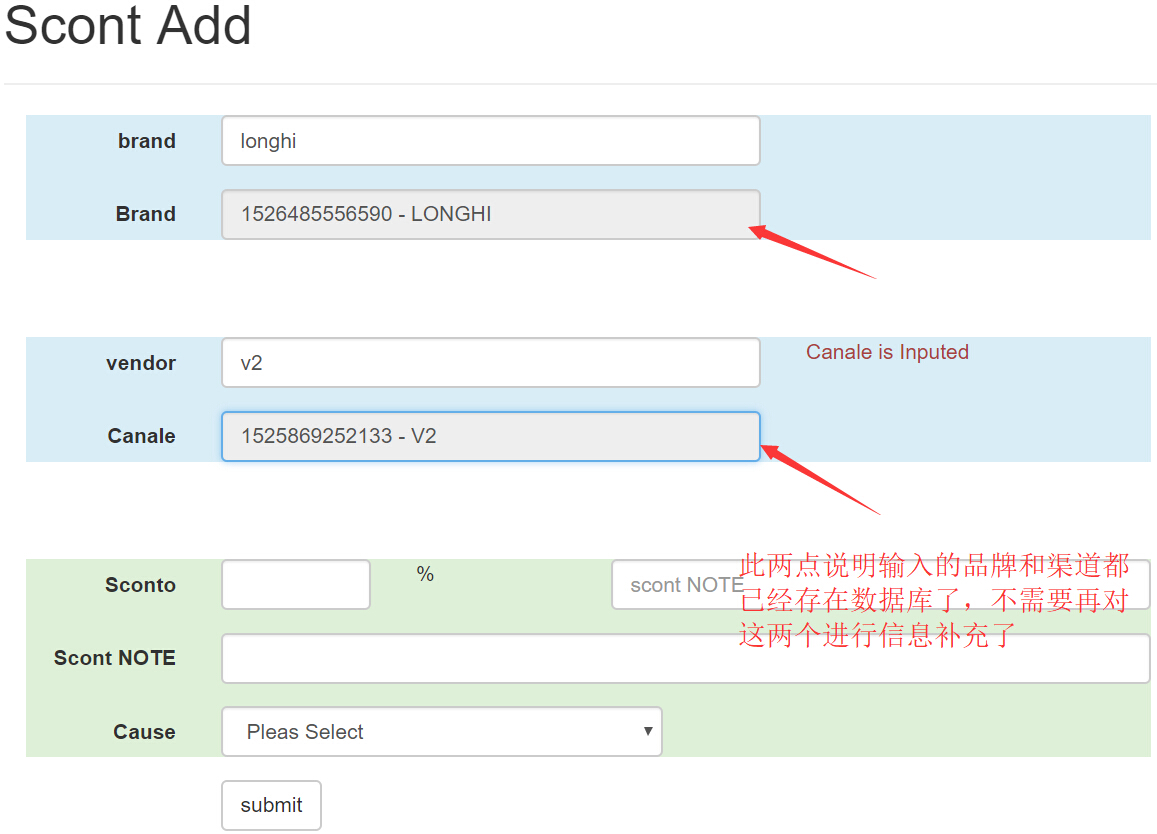 Scont Add
brand
longhi
Brand
1526485556590 - LONGHI
vendor
v2
Canale is Inputed
Canale
1525869252133 - V2
Sconto
%
scont NOTE
此两点说明输入的品牌和渠道都
已经存在数据库了，不需要再对
这两个进行信息补充了
Scont NOTE
Cause
Pleas Select
submit